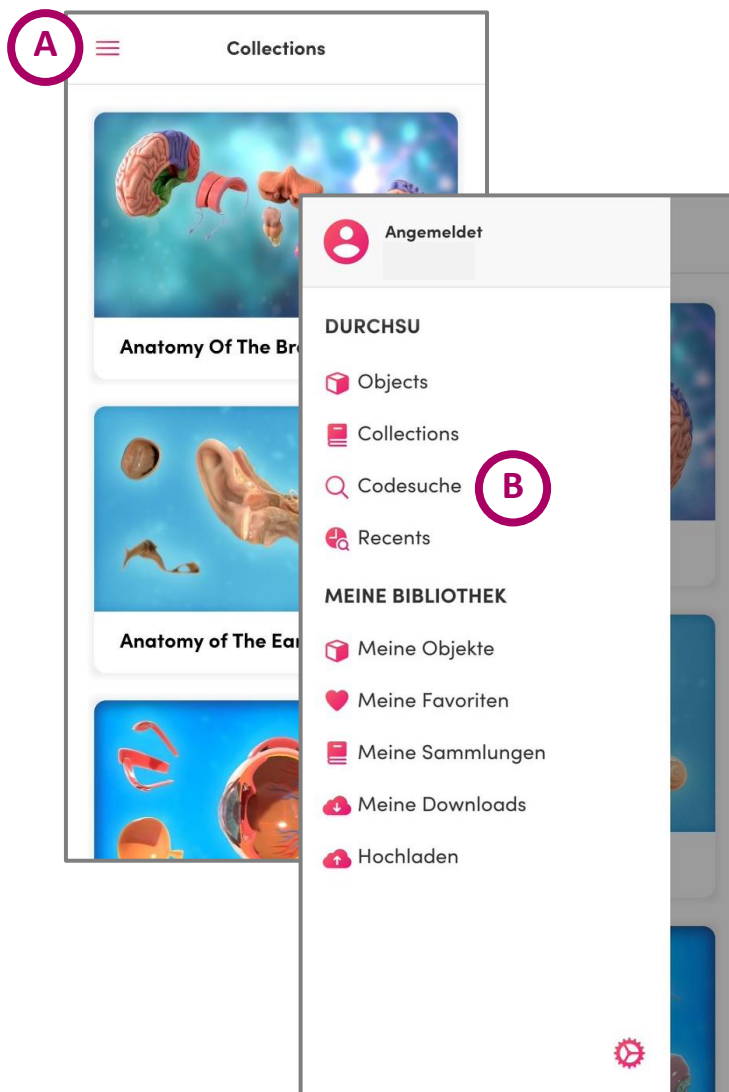 A
Collections
Anatomy Of The Br
Anatomy of The Ear
Angemeldet
DURCHSU
Objects
Collections
Codesuche
B
Recents
MEINE BIBLIOTHEK
Meine Objekte
Meine Favoriten
Meine Sammlungen
Meine Downloads
Hochladen